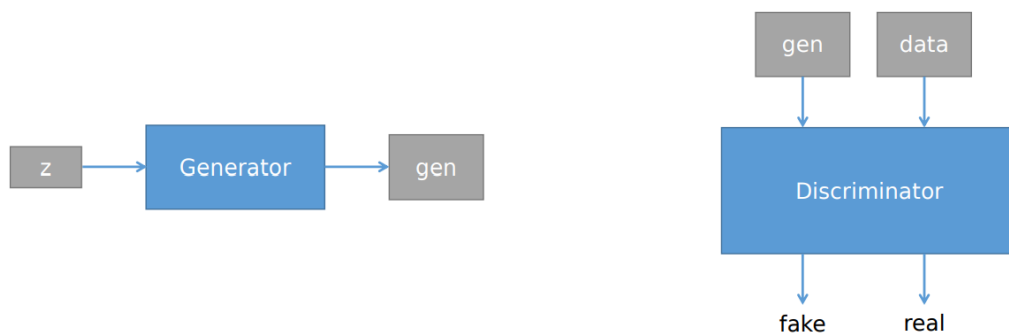 z
Generator
gen
gen
data
Discriminator
fake
real